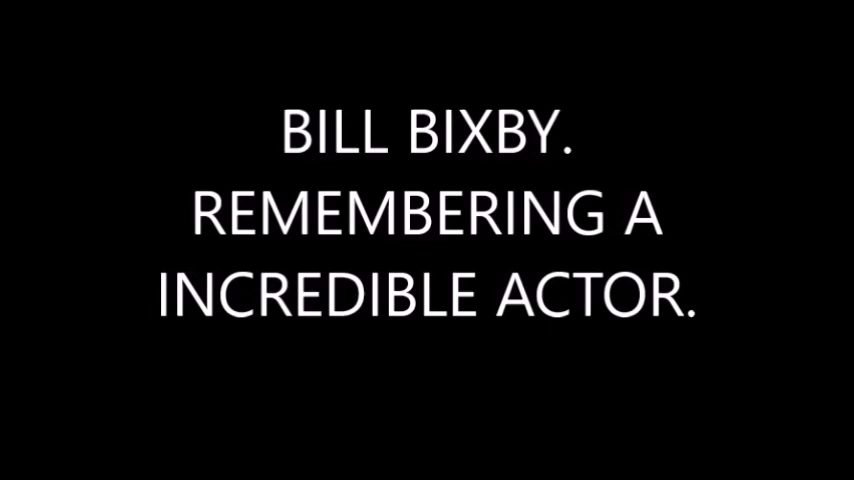 BILL BIXBY.
REMEMBERING A
INCREDIBLE ACTOR.